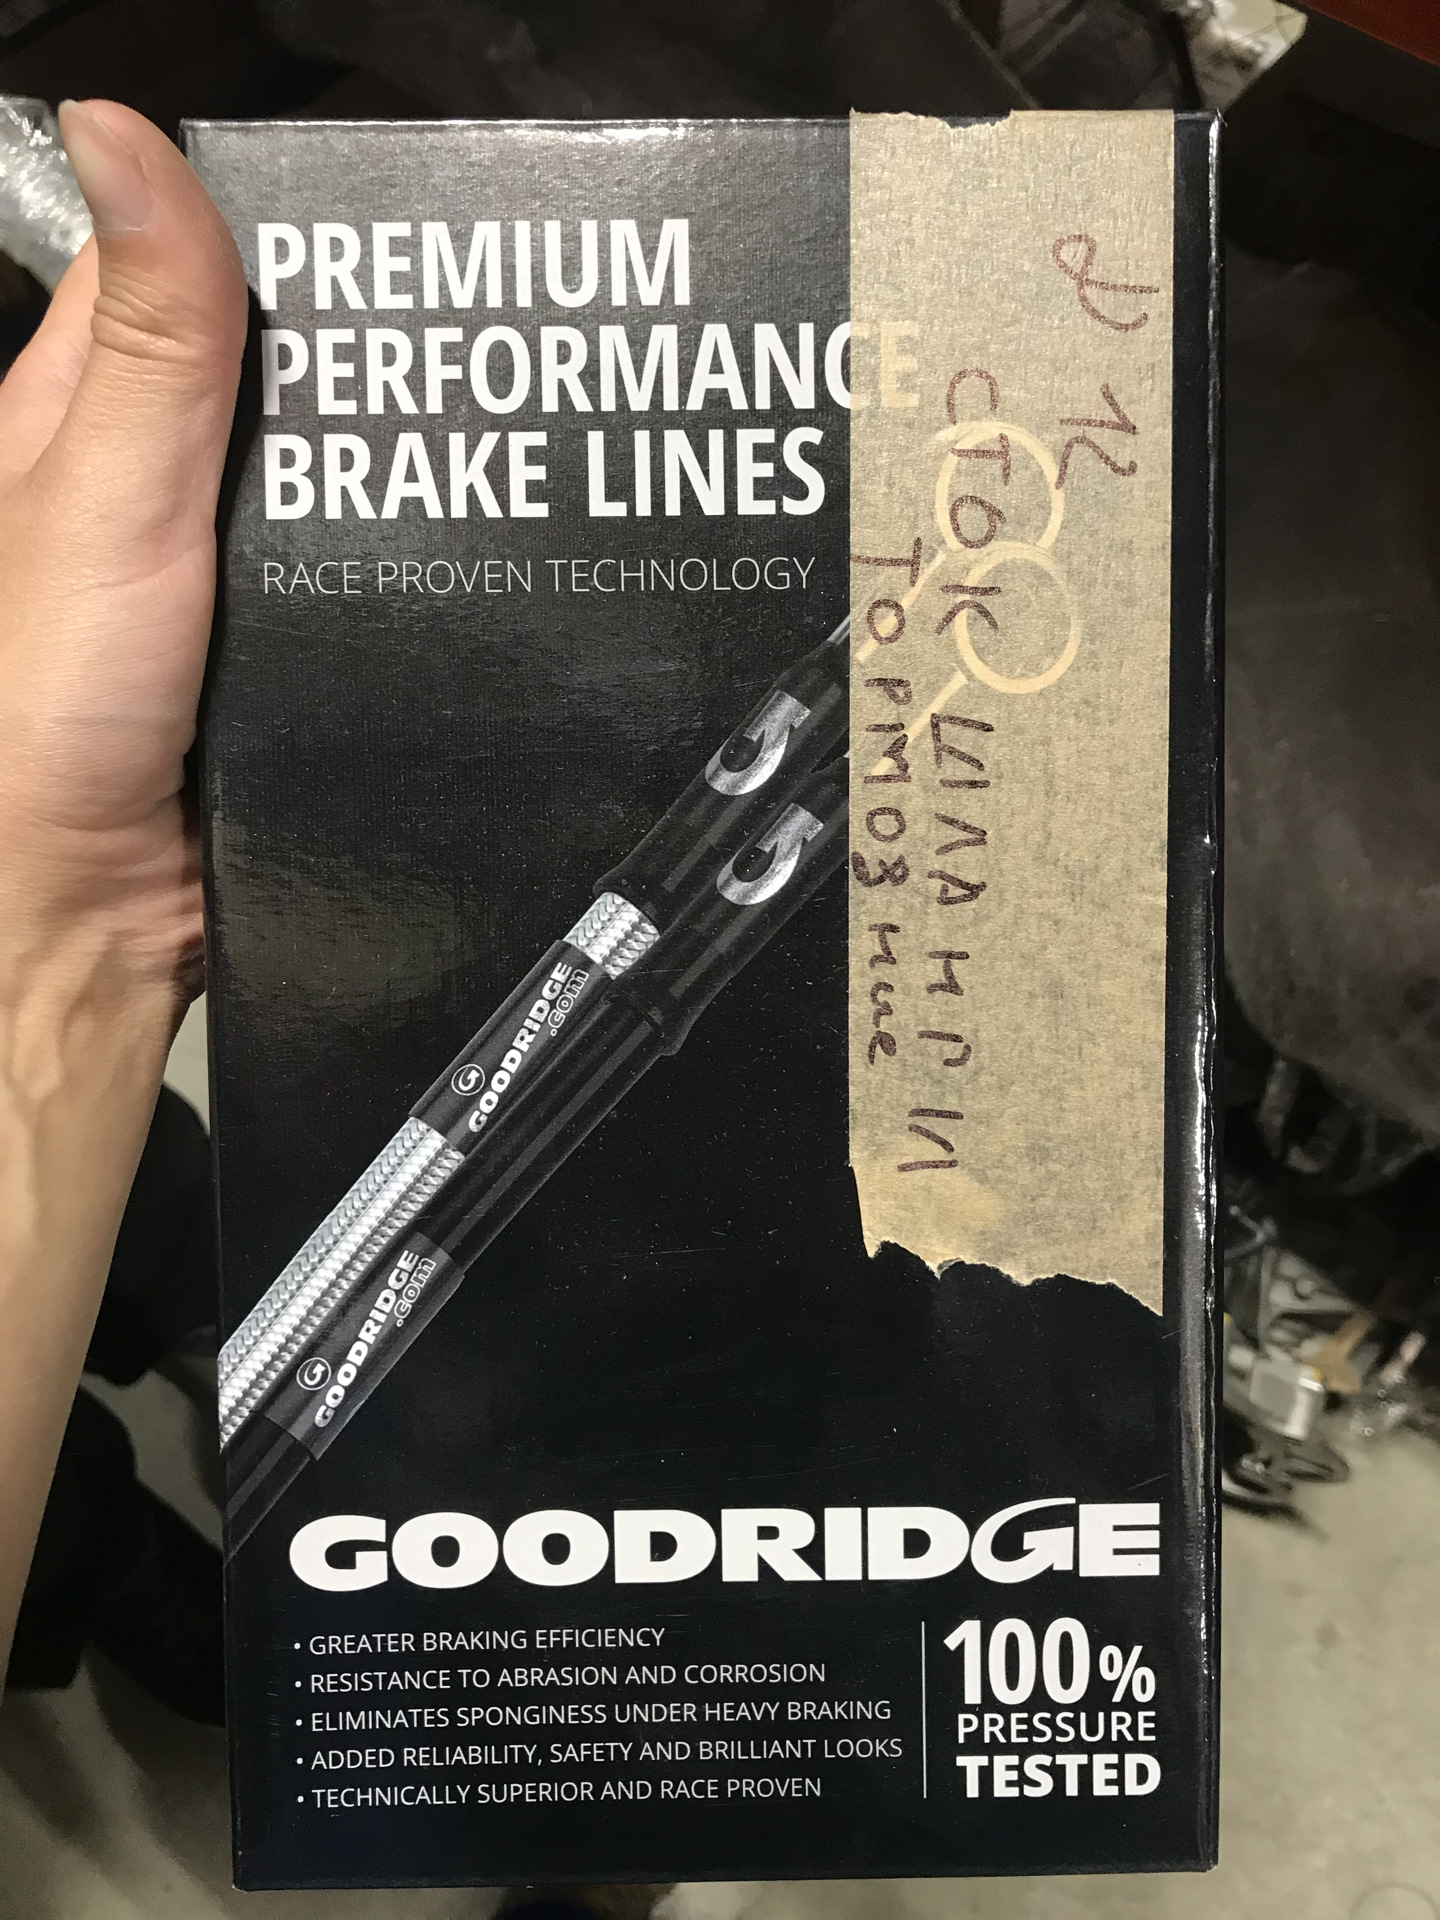 PREMIUM
PERFORMANCE
BRAKE LINES
RACE PROVEN TECHNOLOGY
СТОК ШЛАНГИ
ТОРМОЗНЫЕ
G
G
G GOODRIDGE
.com
G GOODRIDGE
.com
GOODRIDGE
• GREATER BRAKING EFFICIENCY
• RESISTANCE TO ABRASION AND CORROSION
• ELIMINATES SPONGINESS UNDER HEAVY BRAKING
• ADDED RELIABILITY, SAFETY AND BRILLIANT LOOKS
• TECHNICALLY SUPERIOR AND RACE PROVEN
100%
PRESSURE
TESTED